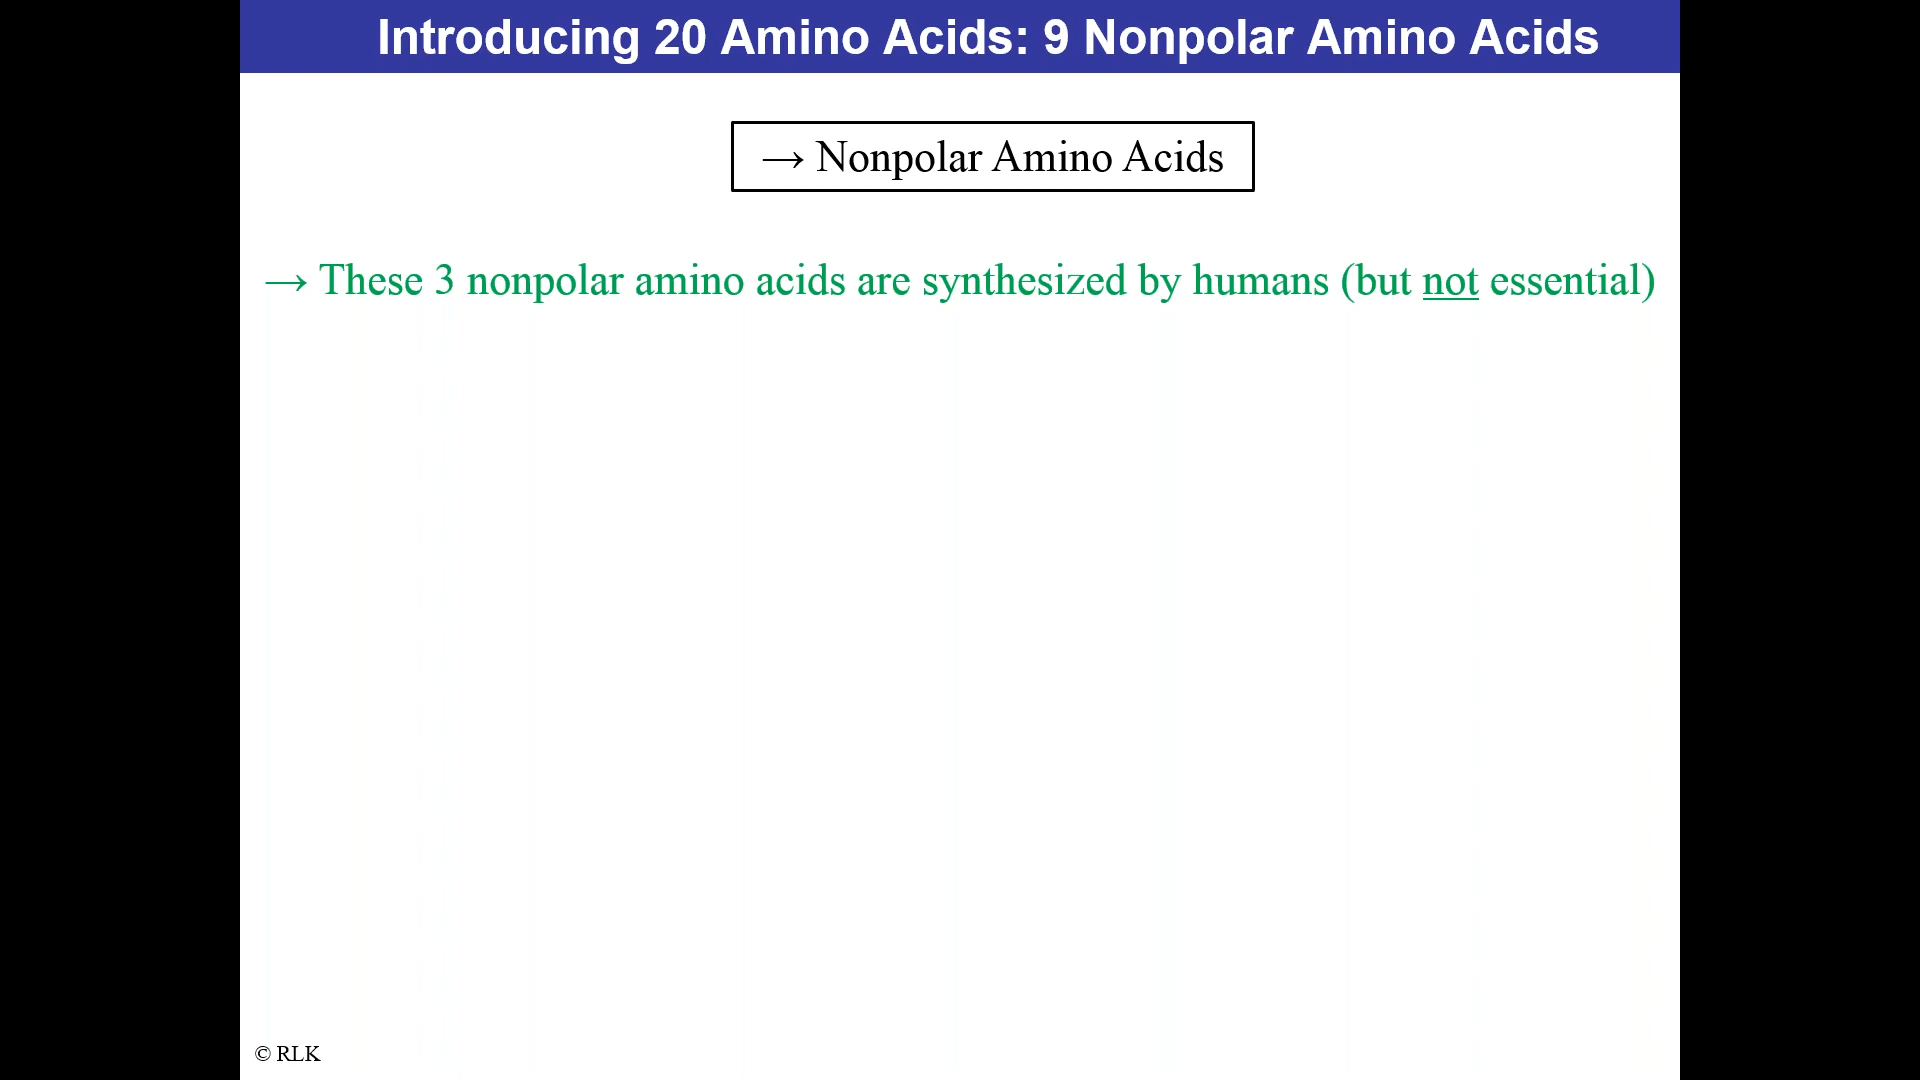 Introducing 20 Amino Acids: 9 Nonpolar Amino Acids
→ Nonpolar Amino Acids
→ These 3 nonpolar amino acids are synthesized by humans (but not essential)
© RLK